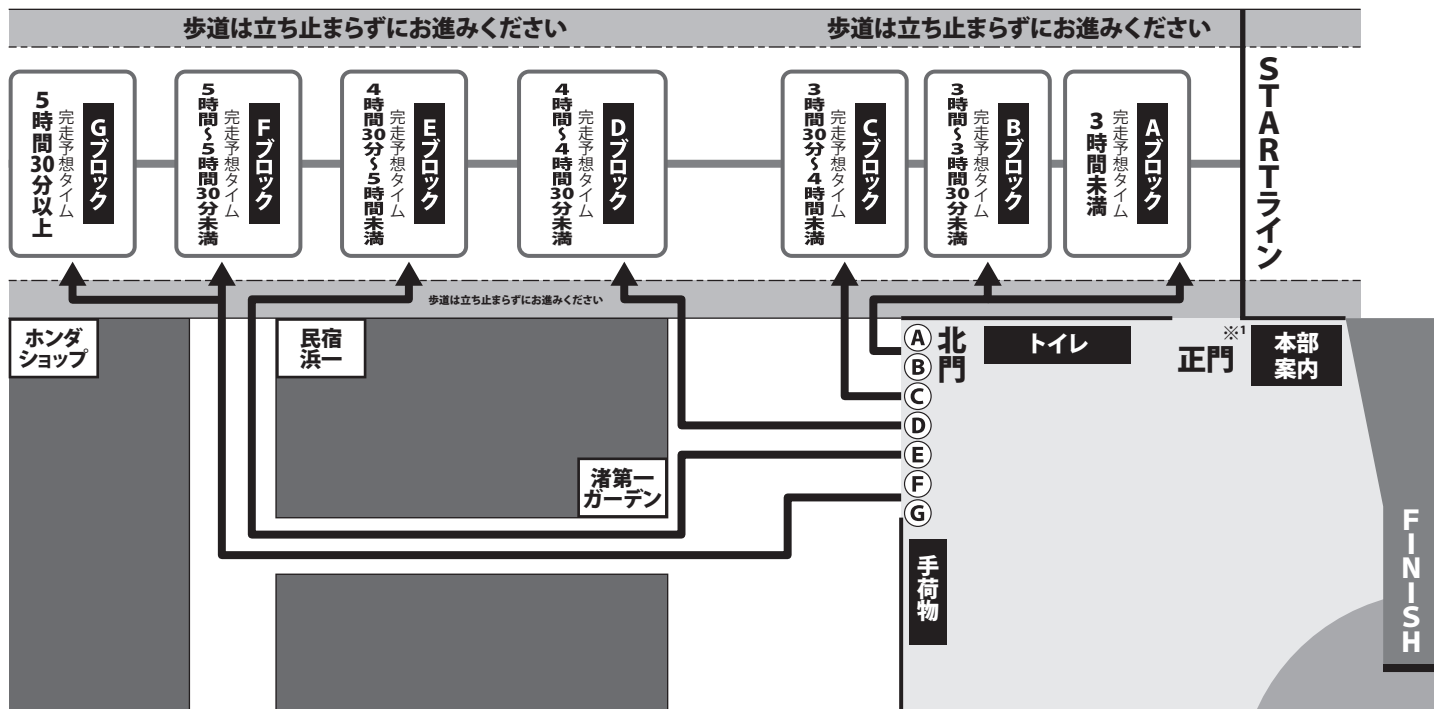 歩道は立ち止まらずにお進みください
歩道は立ち止まらずにお進みください
STARTライン
Aブロック
完走予想タイム
3時間未満
Bブロック
完走予想タイム
3時間～3時間30分未満
Cブロック
完走予想タイム
3時間30分～4時間未満
Dブロック
完走予想タイム
4時間～4時間30分未満
Eブロック
完走予想タイム
4時間30分～5時間未満
Fブロック
完走予想タイム
5時間～5時間30分未満
Gブロック
完走予想タイム
5時間30分以上
歩道は立ち止まらずにお進みください
ホンダ
ショップ
民宿
浜一
渚第一
ガーデン
A
B
C
D
E
F
G
北門
トイレ
※1
正門
本部
案内
手荷物
FINISH